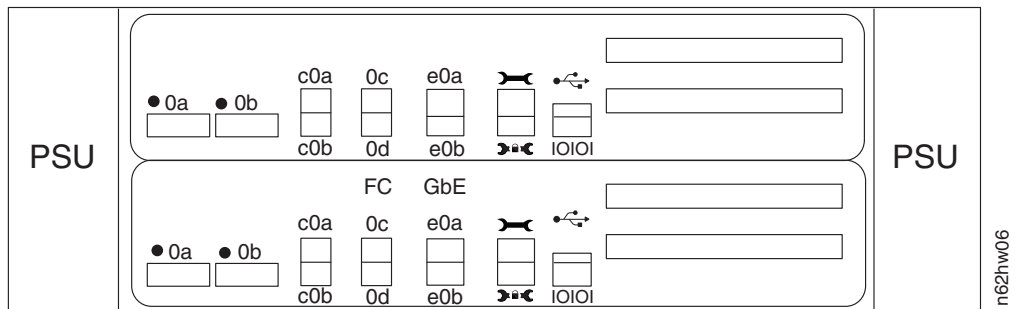 c0a 0c e0a
0a 0b
c0b 0d e0b IOIOI
PSU PSU
FC GbE
c0a 0c e0a
0a 0b
c0b 0d e0b IOIOI
n62hw06